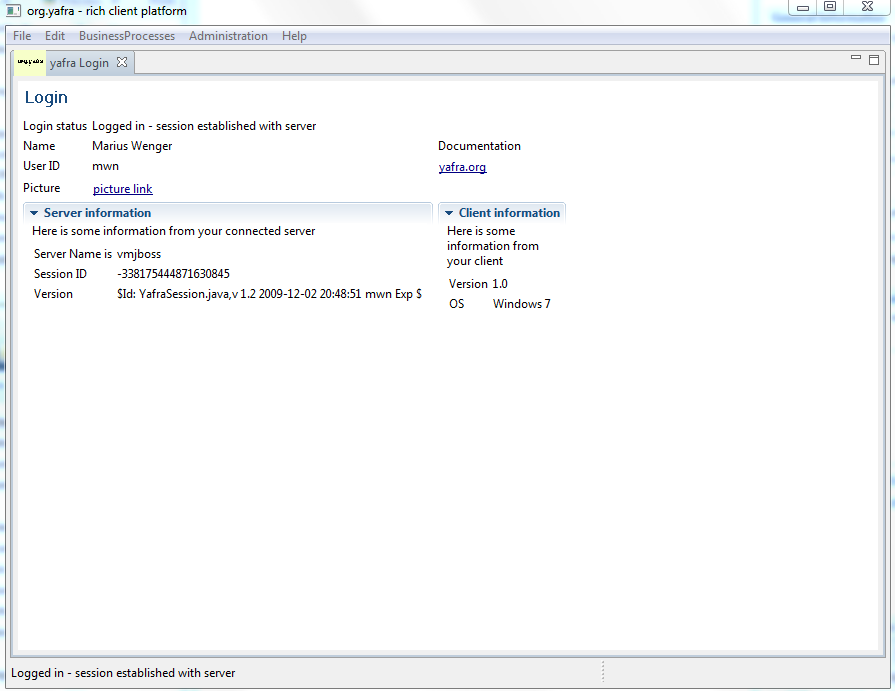 org.yafra - rich client platform
File Edit BusinessProcesses Administration Help
yafra Login
Login
Login status Logged in - session established with server
Name Marius Wenger
Documentation
User ID mwn
yafra.org
Picture picture link
Server information
Here is some information from your connected server
Server Name is vmjboss
Session ID -338175444871630845
Version $Id: YafraSession.java,v 1.2 2009-12-02 20:48:51 mwn Exp $
Client information
Here is some
information from
your client
Version 1.0
OS Windows 7
Logged in - session established with server